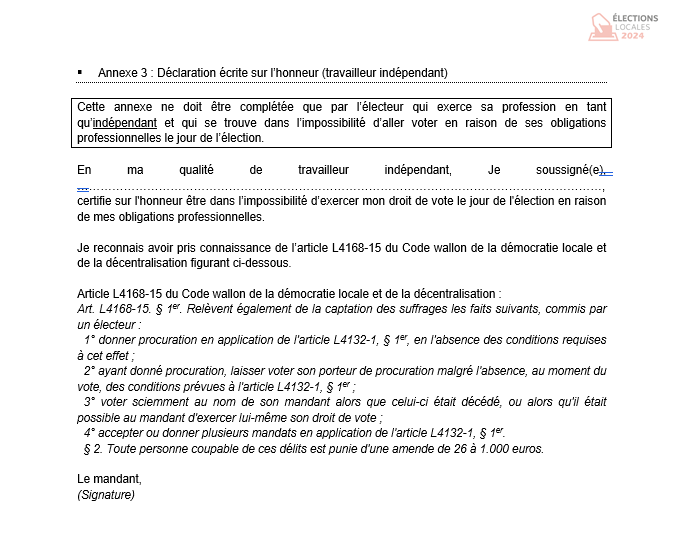 ÉLECTIONS
LOCALES
2024
▪ Annexe 3 : Déclaration écrite sur l’honneur (travailleur indépendant)
Cette annexe ne doit être complétée que par l’électeur qui exerce sa profession en tant
qu’indépendant et qui se trouve dans l’impossibilité d’aller voter en raison de ses obligations
professionnelles le jour de l’élection.
En ma qualité de travailleur indépendant, Je soussigné(e),
...............................................................................................................................,
certifie sur l’honneur être dans l’impossibilité d’exercer mon droit de vote le jour de l’élection en raison
de mes obligations professionnelles.
Je reconnais avoir pris connaissance de l’article L4168-15 du Code wallon de la démocratie locale et
de la décentralisation figurant ci-dessous.
Article L4168-15 du Code wallon de la démocratie locale et de la décentralisation :
Art. L4168-15. § 1er. Relèvent également de la captation des suffrages les faits suivants, commis par
un électeur :
1° donner procuration en application de l'article L4132-1, § 1er, en l'absence des conditions requises
à cet effet ;
2° ayant donné procuration, laisser voter son porteur de procuration malgré l'absence, au moment du
vote, des conditions prévues à l'article L4132-1, § 1er ;
3° voter sciemment au nom de son mandant alors que celui-ci était décédé, ou alors qu'il était
possible au mandant d'exercer lui-même son droit de vote ;
4° accepter ou donner plusieurs mandats en application de l'article L4132-1, § 1er.
§ 2. Toute personne coupable de ces délits est punie d'une amende de 26 à 1.000 euros.
Le mandant,
(Signature)